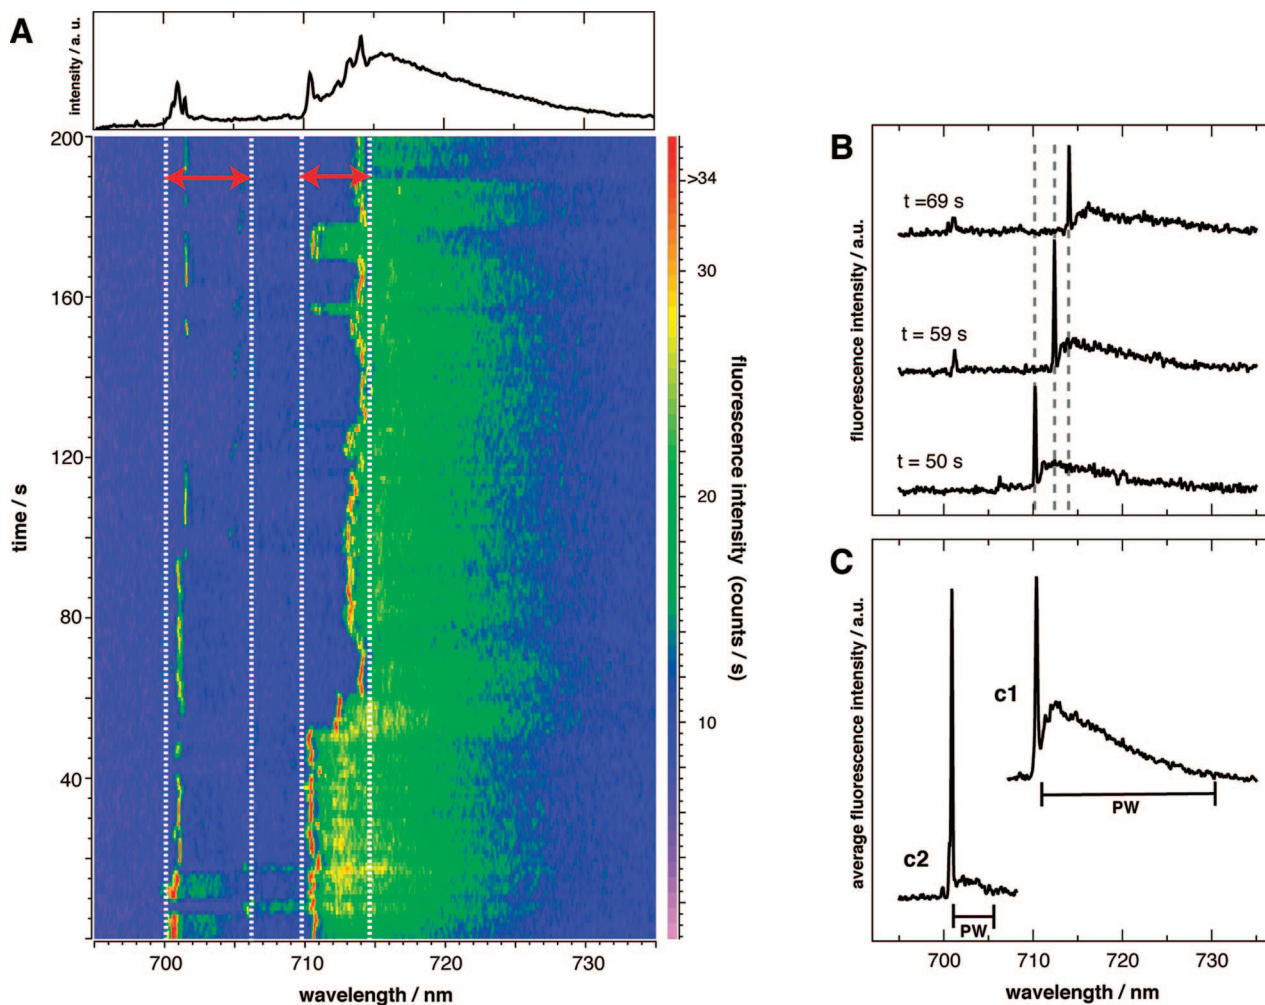 A
intensity / a. u.
200
160
120
80
40
time / s
700
710
720
730
wavelength / nm
>34
30
20
10
fluorescence intensity (counts / s)
B
t =69 s
t = 59 s
t = 50 s
fluorescence intensity / a.u.
C
c1
PW
c2
PW
average fluorescence intensity / a.u.
700
710
720
730
wavelength / nm